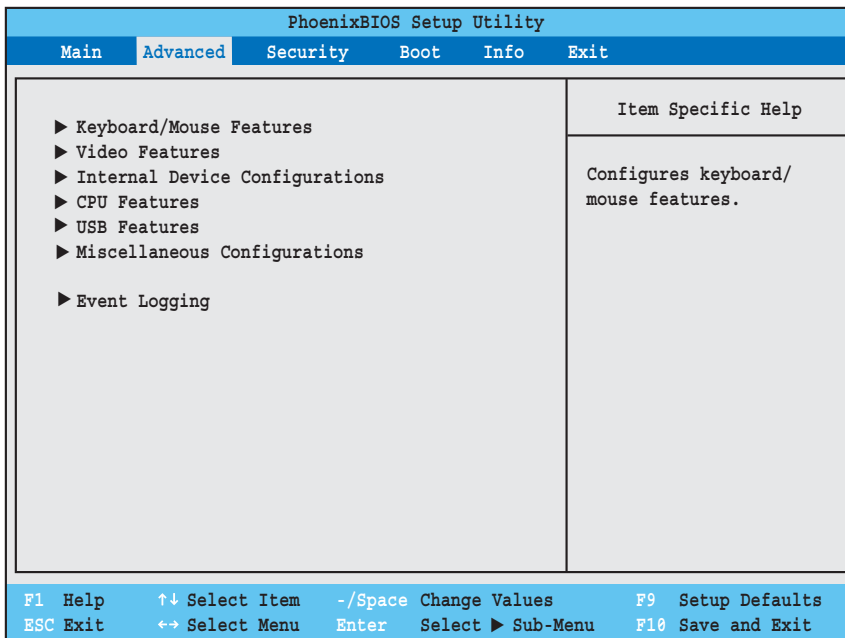 PhoenixBIOS Setup Utility
Main Advanced Security Boot Info Exit
▶ Keyboard/Mouse Features
▶ Video Features
▶ Internal Device Configurations
▶ CPU Features
▶ USB Features
▶ Miscellaneous Configurations
▶ Event Logging
Item Specific Help
Configures keyboard/
mouse features.
F1 Help ↑↓ Select Item -/Space Change Values F9 Setup Defaults
ESC Exit ←→ Select Menu Enter Select ▶ Sub-Menu F10 Save and Exit